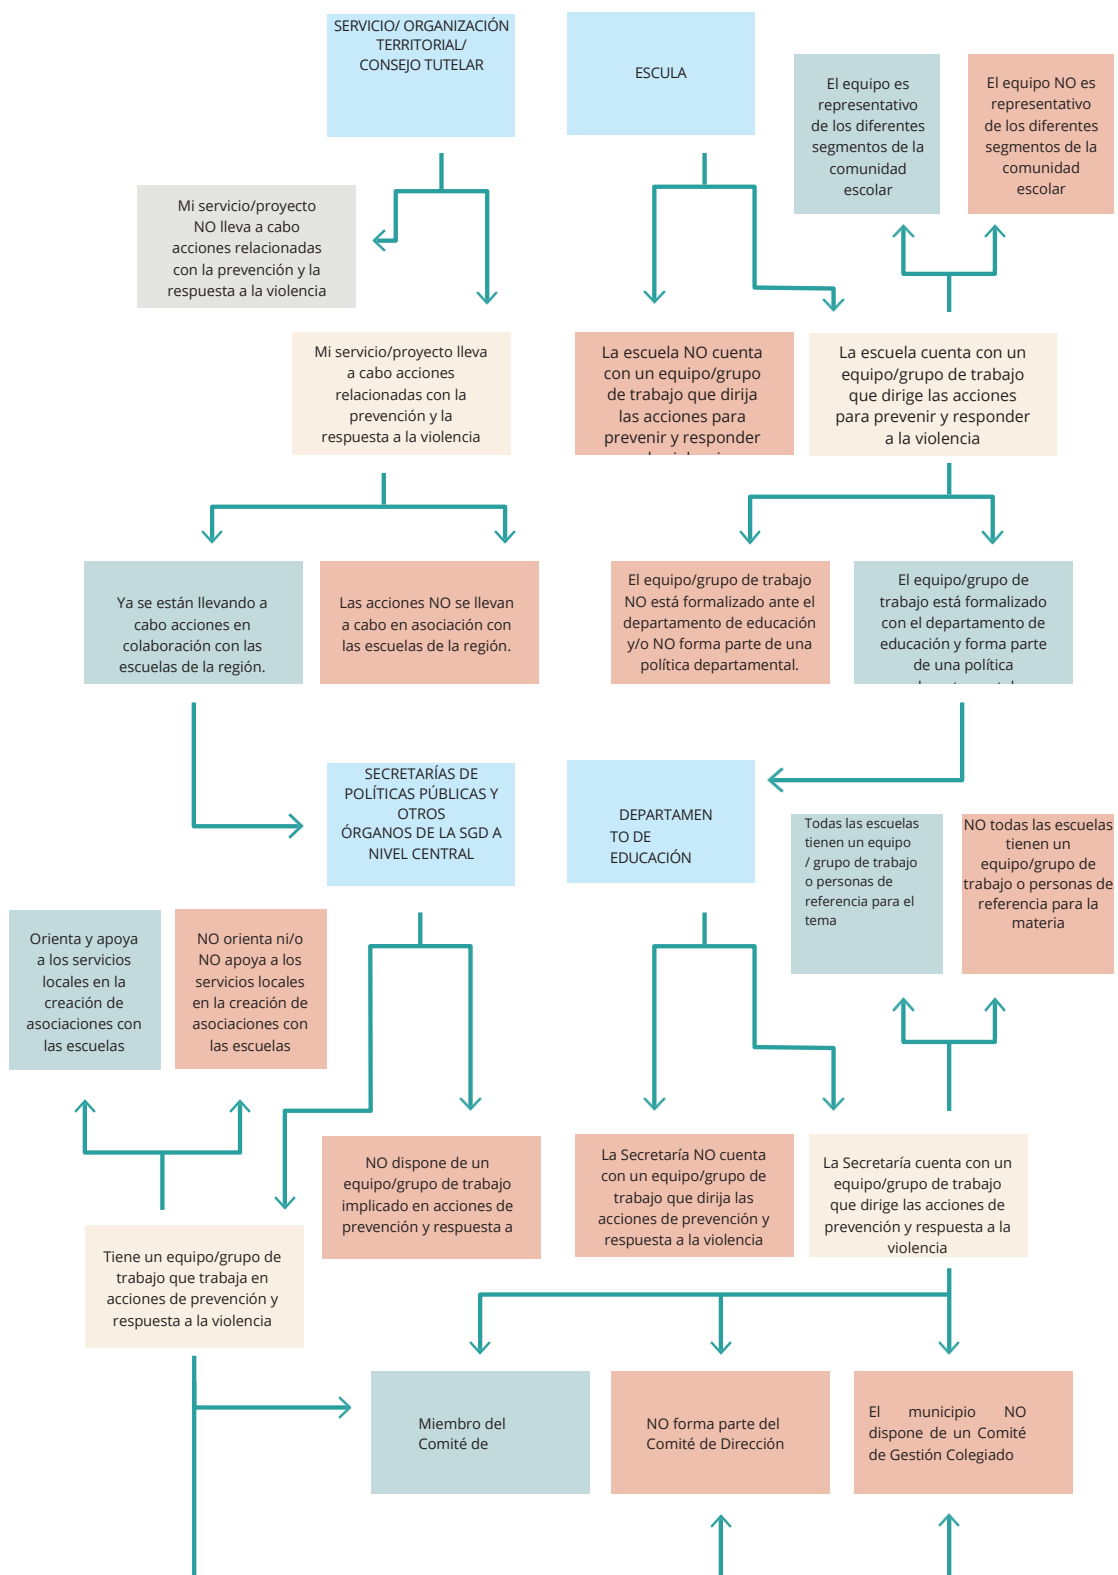 SERVICIO/ ORGANIZACIÓN
TERRITORIAL/
CONSEJO TUTELAR
ESCULA
El equipo es
representativo
de los diferentes
segmentos de la
comunidad
escolar
El equipo NO es
representativo
de los diferentes
segmentos de la
comunidad
escolar
Mi servicio/proyecto
NO lleva a cabo
acciones relacionadas
con la prevención y la
respuesta a la violencia
Mi servicio/proyecto lleva
a cabo acciones
relacionadas con la
prevención y la
respuesta a la violencia
La escuela NO cuenta
con un equipo/grupo
de trabajo que dirija
las acciones para
prevenir y responder
La escuela cuenta con un
equipo/grupo de trabajo
que dirige las acciones
para prevenir y responder
a la violencia
Ya se están llevando a
cabo acciones en
colaboración con las
escuelas de la región.
Las acciones NO se llevan
a cabo en asociación con
las escuelas de la región.
El equipo/grupo de trabajo
NO está formalizado ante el
departamento de educación
y/o NO forma parte de una
política departamental.
El equipo/grupo de
trabajo está formalizado
con el departamento de
educación y forma parte
de una política
SECRETARÍAS DE
POLÍTICAS PÚBLICAS Y
OTROS
ÓRGANOS DE LA SGD A
NIVEL CENTRAL
DEPARTAMEN
TO DE
EDUCACIÓN
Todas las escuelas
tienen un equipo
/ grupo de trabajo
o personas de
referencia para el
tema
NO todas las escuelas
tienen un
equipo/grupo de
trabajo o personas de
referencia para la
materia
Orienta y apoya
a los servicios
locales en la
creación de
asociaciones con
las escuelas
NO orienta ni/o
NO apoya a los
servicios locales
en la creación de
asociaciones con
las escuelas
NO dispone de un
equipo/grupo de trabajo
implicado en acciones de
prevención y respuesta a
La Secretaría NO cuenta
con un equipo/grupo de
trabajo que dirija las
acciones de prevención y
respuesta a la violencia
La Secretaría cuenta con un
equipo/grupo de trabajo
que dirige las acciones de
prevención y respuesta a la
violencia
Tiene un equipo/grupo de
trabajo que trabaja en
acciones de prevención y
respuesta a la violencia
Miembro del
Comité de
NO forma parte del
Comité de Dirección
El municipio NO
dispone de un Comité
de Gestión Colegiado